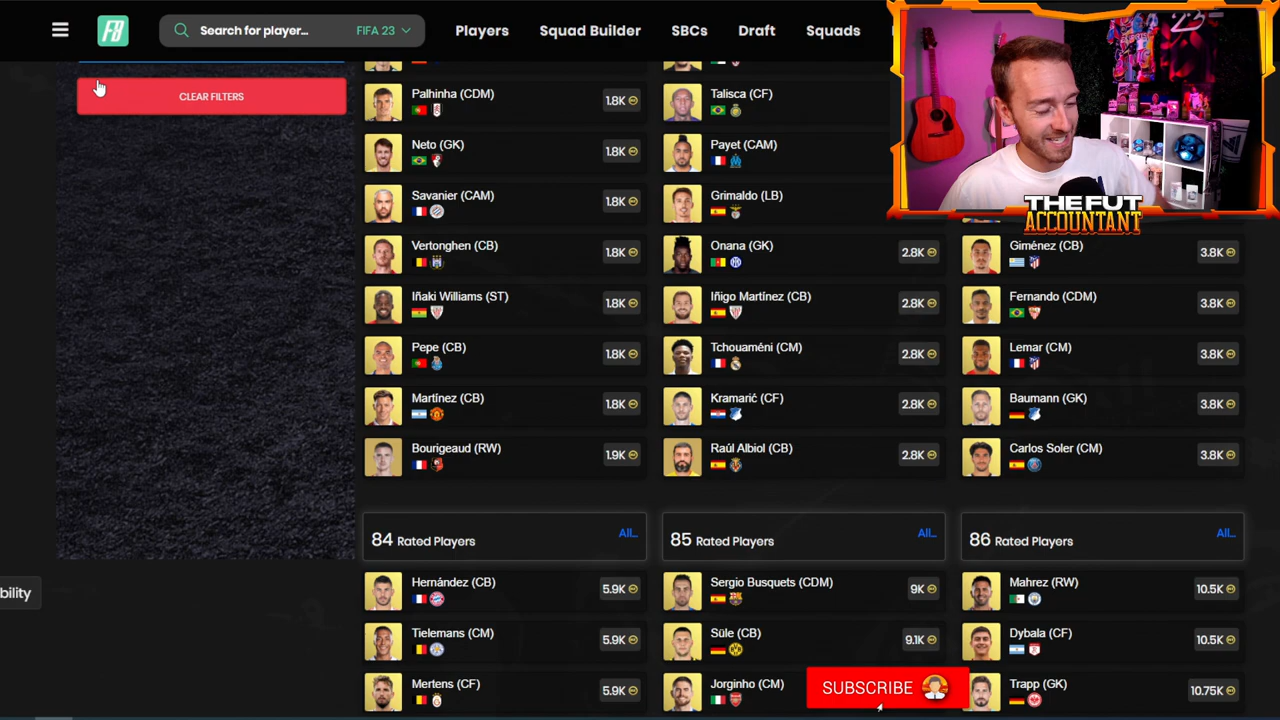 FB
Search for player...
FIFA 23
Players
Squad Builder
SBCs
Draft
Squads
CLEAR FILTERS
Palhinha (CDM)
1.8K
Neto (GK)
1.8K
Savanier (CAM)
1.8K
Vertonghen (CB)
1.8K
Iñaki Williams (ST)
1.8K
Pepe (CB)
1.8K
Martínez (CB)
1.8K
Bourigeaud (RW)
1.9K
Talisca (CF)
Payet (CAM)
Grimaldo (LB)
Onana (GK)
2.8K
Iñigo Martínez (CB)
2.8K
Tchouaméni (CM)
2.8K
Kramarić (CF)
2.8K
Raúl Albiol (CB)
2.8K
THE FUT
ACCOUNTANT
Giménez (CB)
3.8K
Fernando (CDM)
3.8K
Lemar (CM)
3.8K
Baumann (GK)
3.8K
Carlos Soler (CM)
3.8K
84 Rated Players
All...
Hernández (CB)
5.9K
Tielemans (CM)
5.9K
Mertens (CF)
5.9K
85 Rated Players
All...
Sergio Busquets (CDM)
9K
Süle (CB)
9.1K
Jorginho (CM)
SUBSCRIBE
86 Rated Players
All...
Mahrez (RW)
10.5K
Dybala (CF)
10.5K
Trapp (GK)
10.75K
bility